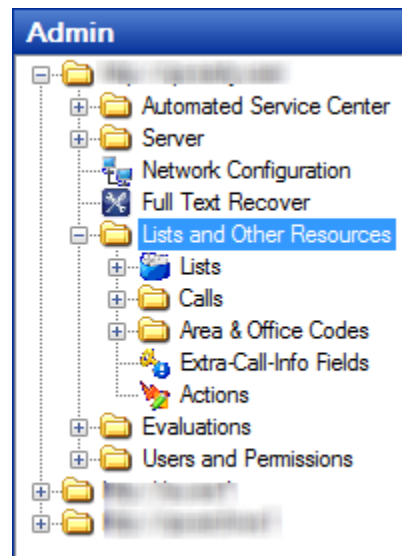 Admin
Automated Service Center
Server
Network Configuration
Full Text Recover
Lists and Other Resources
Lists
Calls
Area & Office Codes
Extra-Call-Info Fields
Actions
Evaluations
Users and Permissions